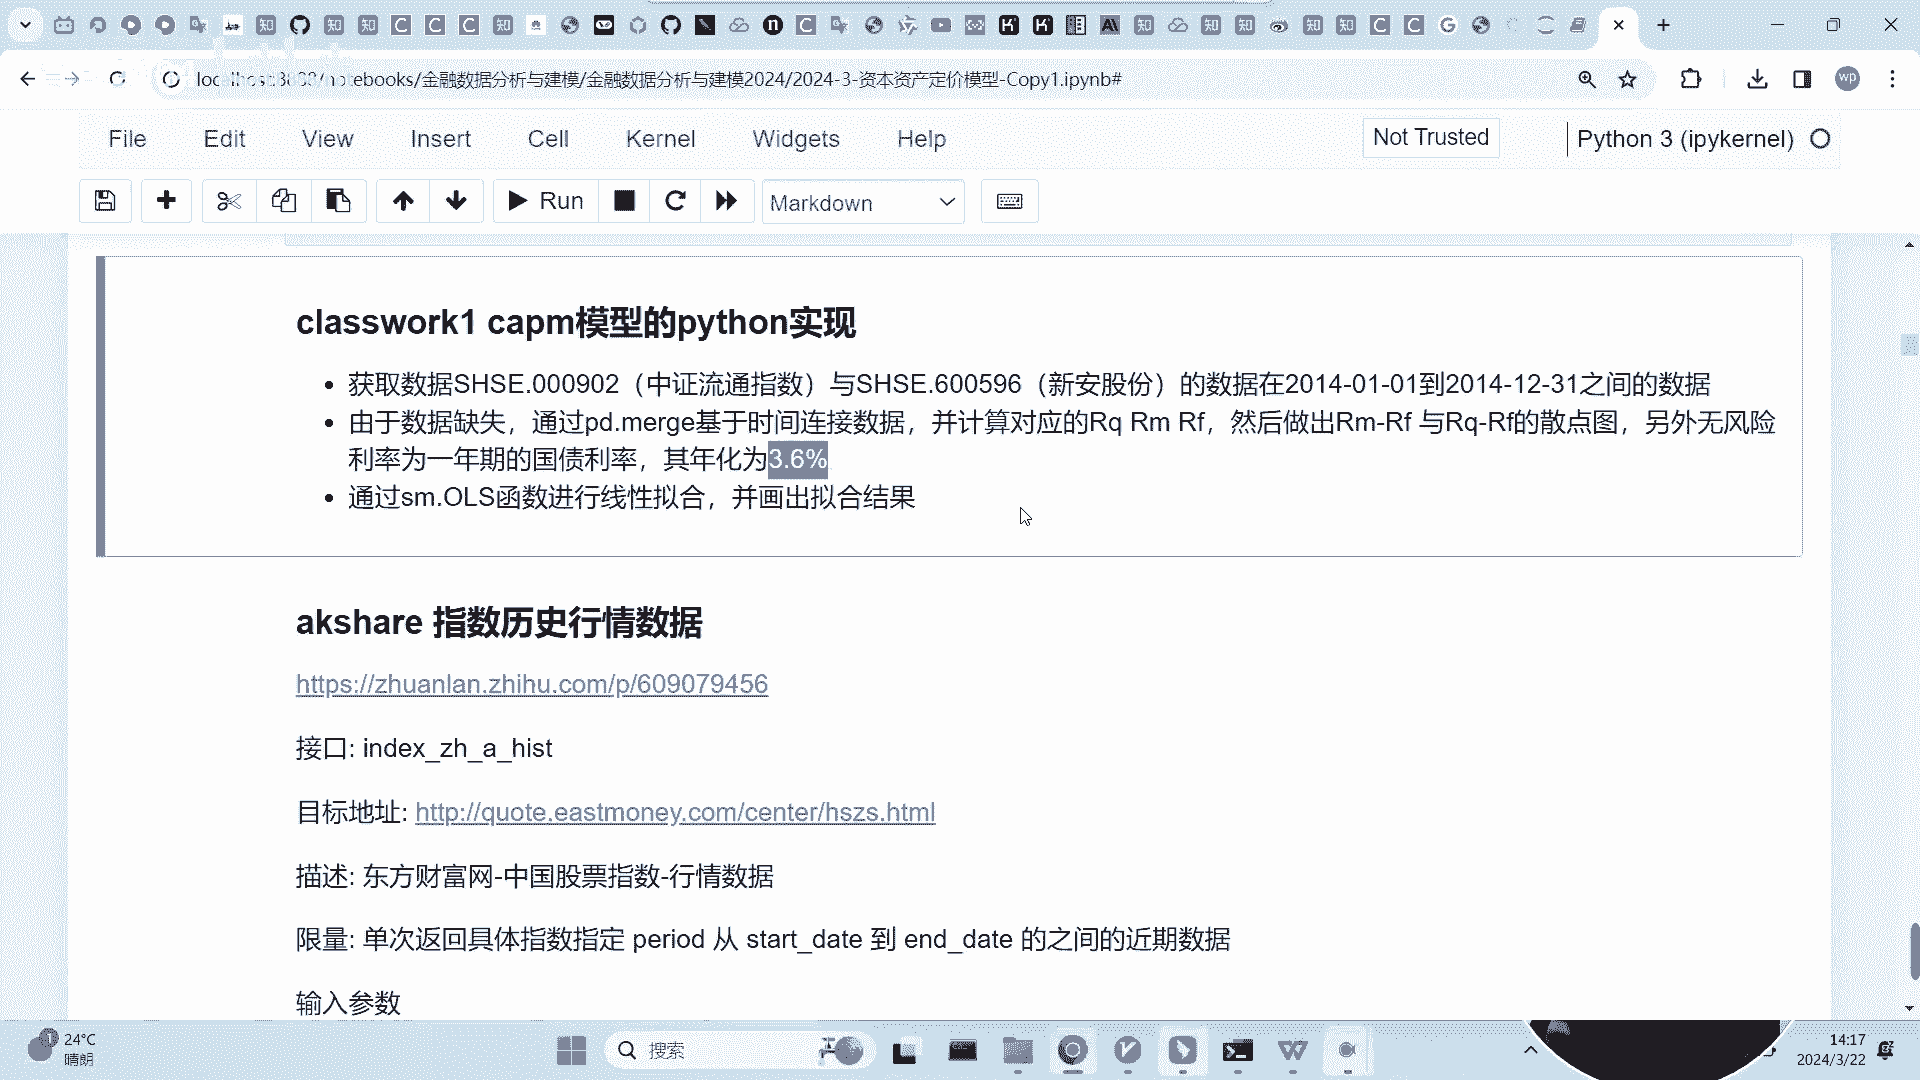 localhost:8888/notebooks/金融数据分析与建模/金融数据分析与建模2024/2024-3-资本资产定价模型-Copy1.ipynb#
File Edit View Insert Cell Kernel Widgets Help Not Trusted Python 3 (ipykernel)
Run Markdown
classwork1 capm模型的python实现
获取数据SHSE.000902（中证流通指数）与SHSE.600596（新安股份）的数据在2014-01-01到2014-12-31之间的数据
由于数据缺失，通过pd.merge基于时间连接数据，并计算对应的Rq Rm Rf，然后做出Rm-Rf 与Rq-Rf的散点图，另外无风险
利率为一年期的国债利率，其年化为3.6%
通过sm.OLS函数进行线性拟合，并画出拟合结果
akshare 指数历史行情数据
https://zhuanlan.zhihu.com/p/609079456
接口: index_zh_a_hist
目标地址: http://quote.eastmoney.com/center/hszs.html
描述: 东方财富网-中国股票指数-行情数据
限量: 单次返回具体指数指定 period 从 start_date 到 end_date 的之间的近期数据
输入参数
24°C
晴朗
搜索
14:17
2024/3/22